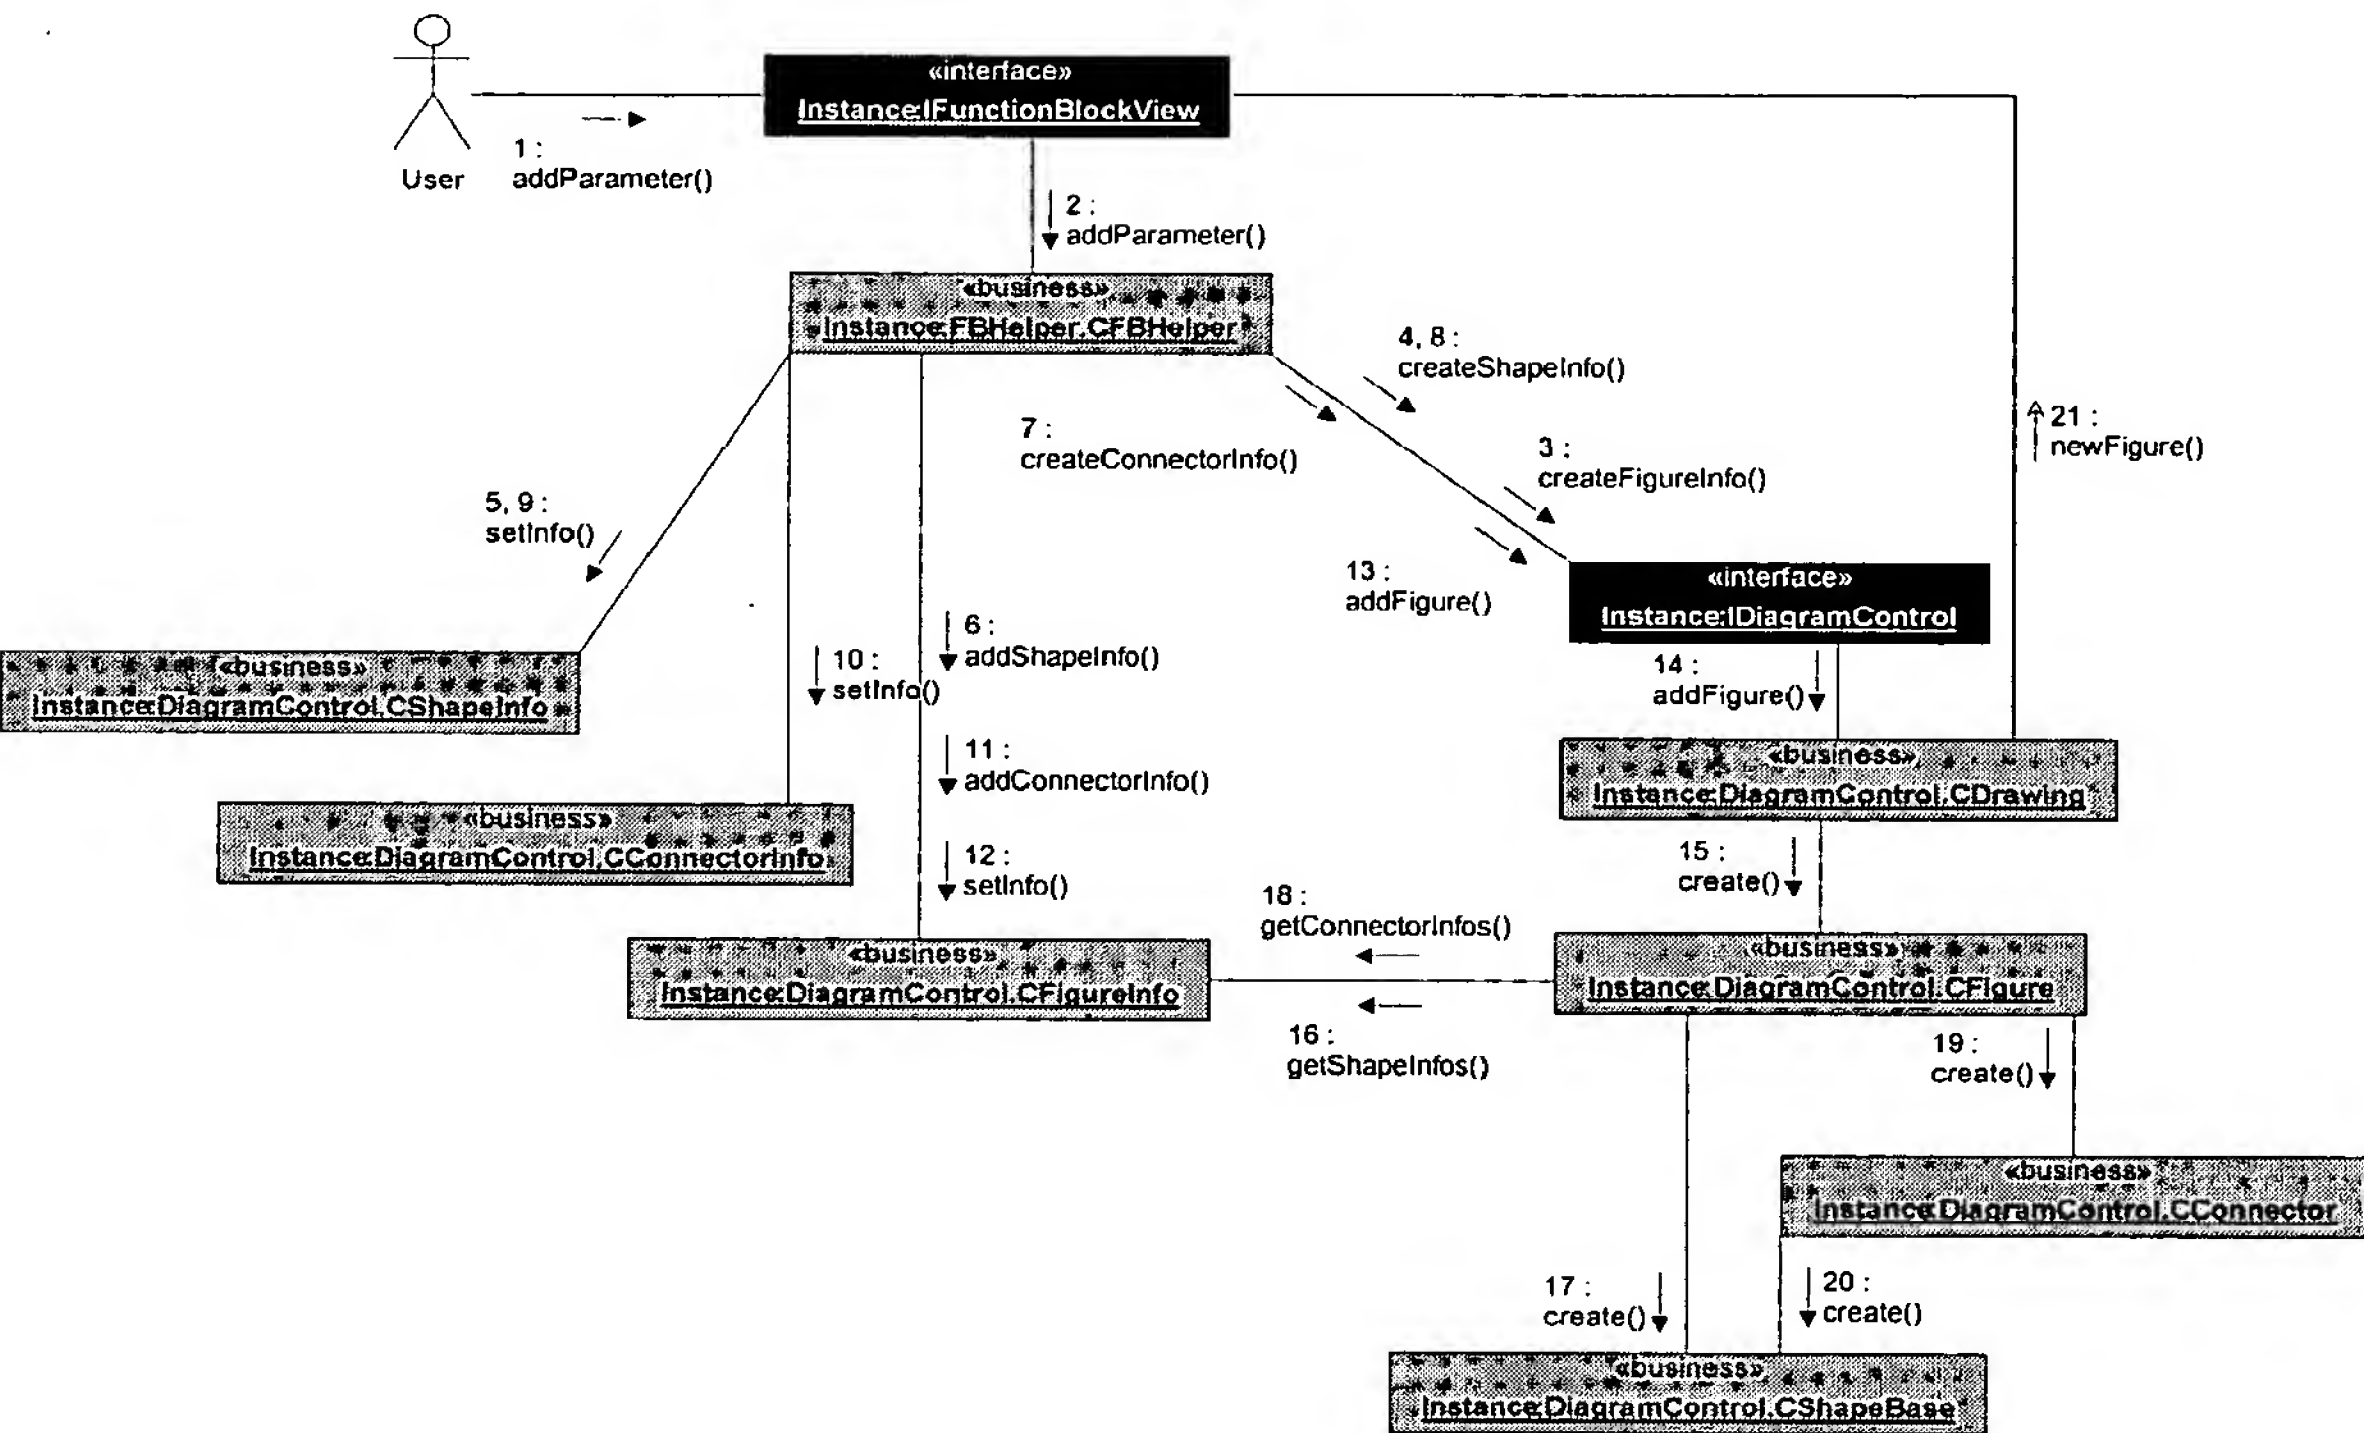 «interface»
Instance:IFunctionBlockView
1 :
addParameter()
User
2 :
addParameter()
«business»
Instance:FBHelper.CFBHelper
4, 8 :
createShapeInfo()
7 :
createConnectorInfo()
3 :
createFigureInfo()
21 :
newFigure()
5, 9 :
setInfo()
13 :
addFigure()
«interface»
Instance:IDiagramControl
6 :
addShapeInfo()
10 :
setInfo()
14 :
addFigure()
«business»
Instance:DiagramControl.CShapeInfo
11 :
addConnectorInfo()
«business»
Instance:DiagramControl.CDrawing
«business»
Instance:DiagramControl.CConnectorInfo
12 :
setInfo()
15 :
create()
18 :
getConnectorInfos()
«business»
Instance:DiagramControl.CFigureInfo
«business»
Instance:DiagramControl.CFigure
16 :
getShapeInfos()
19 :
create()
«business»
Instance:DiagramControl.CConnector
17 :
create()
20 :
create()
«business»
Instance:DiagramControl.CShapeBase